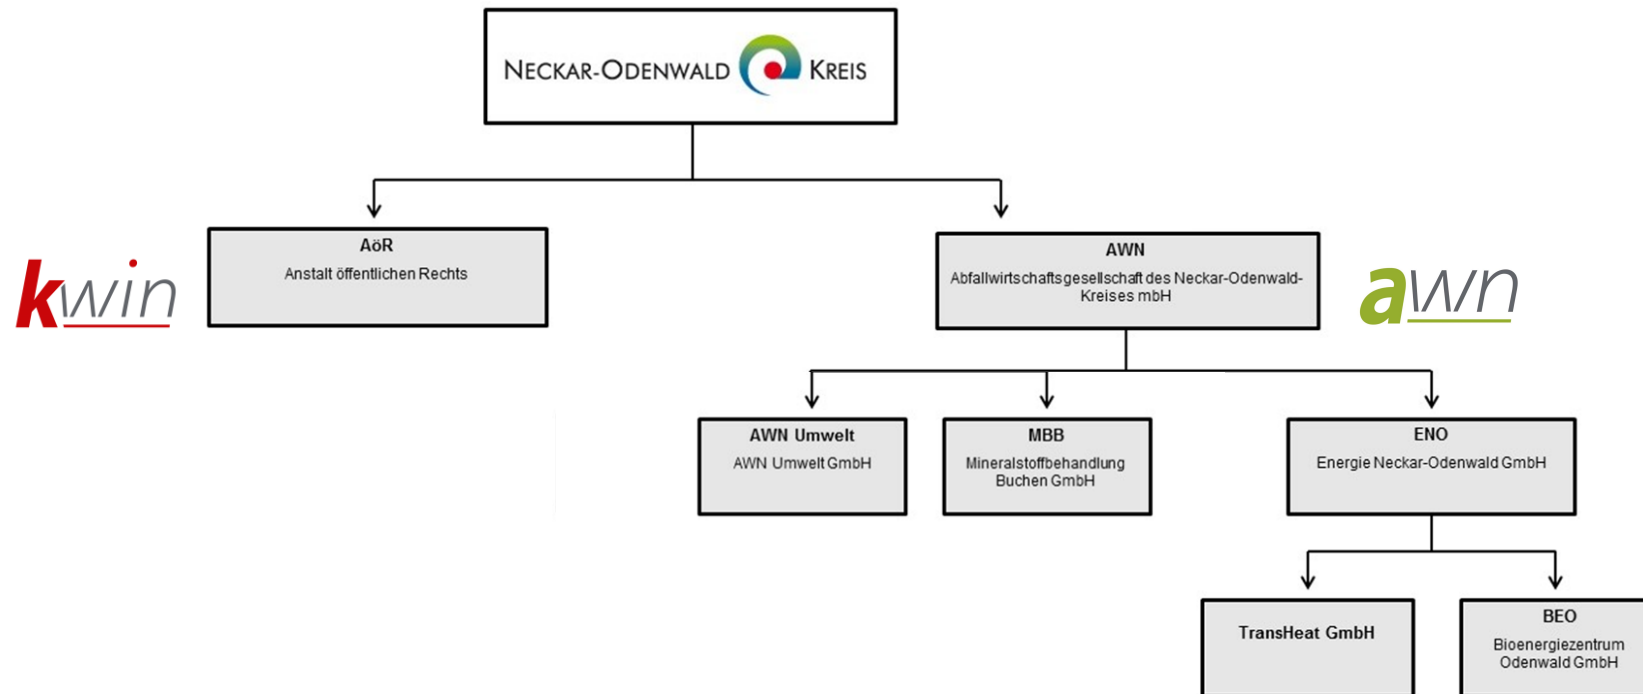 NECKAR-ODENWALD KREIS
AöR
Anstalt öffentlichen Rechts
kwin
AWN
Abfallwirtschaftsgesellschaft des Neckar-Odenwald-
Kreises mbH
awn
AWN Umwelt
AWN Umwelt GmbH
MBB
Mineralstoffbehandlung
Buchen GmbH
ENO
Energie Neckar-Odenwald GmbH
TransHeat GmbH
BEO
Bioenergiezentrum
Odenwald GmbH